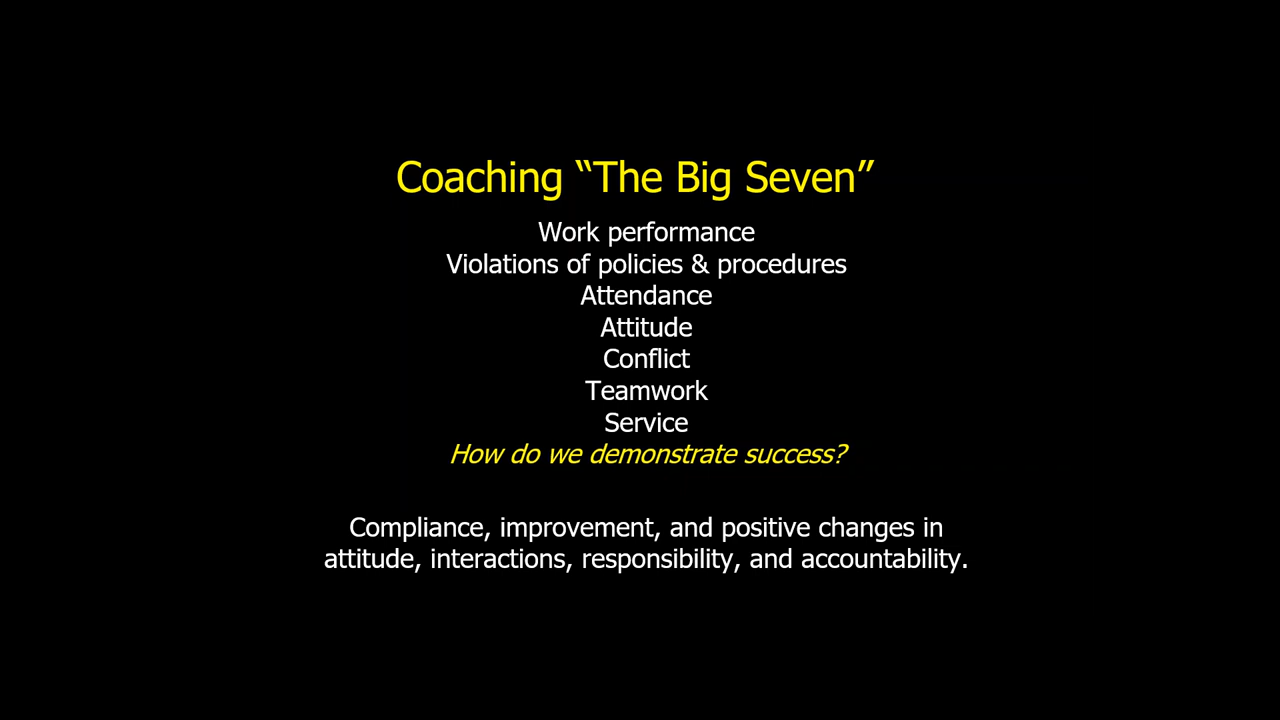 Coaching “The Big Seven”
Work performance
Violations of policies & procedures
Attendance
Attitude
Conflict
Teamwork
Service
How do we demonstrate success?
Compliance, improvement, and positive changes in
attitude, interactions, responsibility, and accountability.